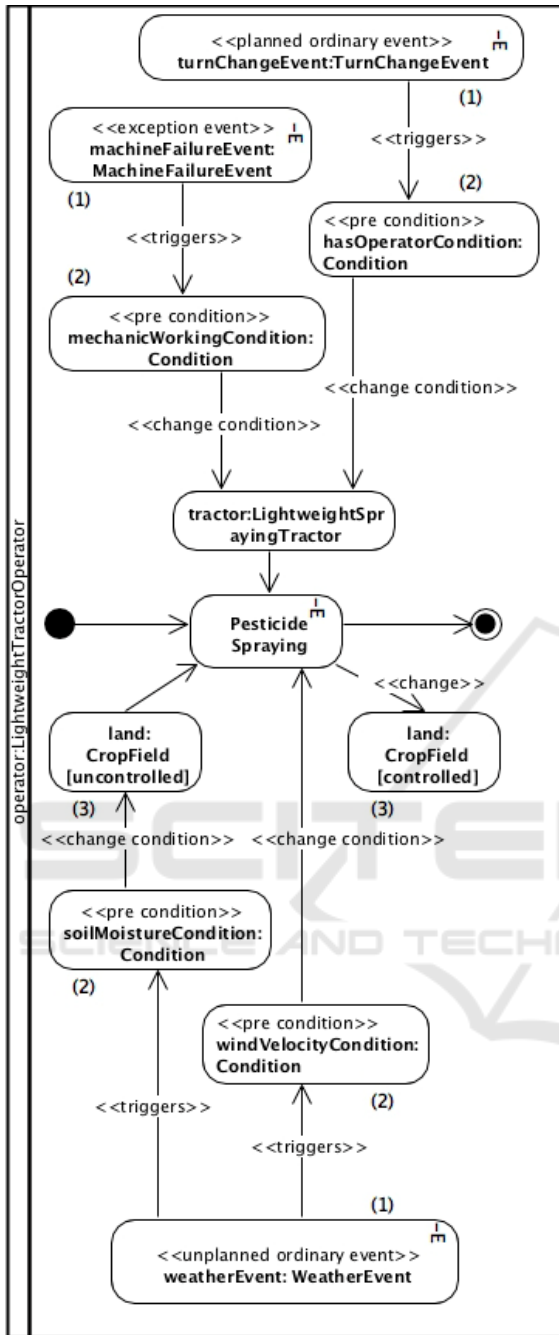 <<planned ordinary event>>
turnChangeEvent:TurnChangeEvent
(1)
<<exception event>>
machineFailureEvent:
MachineFailureEvent
(1)
<<triggers>>
(2)
<<pre condition>>
hasOperatorCondition:
Condition
<<triggers>>
(2)
<<pre condition>>
mechanicWorkingCondition:
Condition
<<change condition>>
<<change condition>>
tractor:LightweightSpr
ayingTractor
operator:LightweightTractorOperator
Pesticide
Spraying
<<change>>
land:
CropField
[uncontrolled]
(3)
land:
CropField
[controlled]
(3)
<<change condition>>
<<change condition>>
<<pre condition>>
soilMoistureCondition:
Condition
(2)
SCIENCE AND TECH
<<pre condition>>
windVelocityCondition:
Condition
(2)
<<triggers>>
<<triggers>>
(1)
<<unplanned ordinary event>>
weatherEvent: WeatherEvent